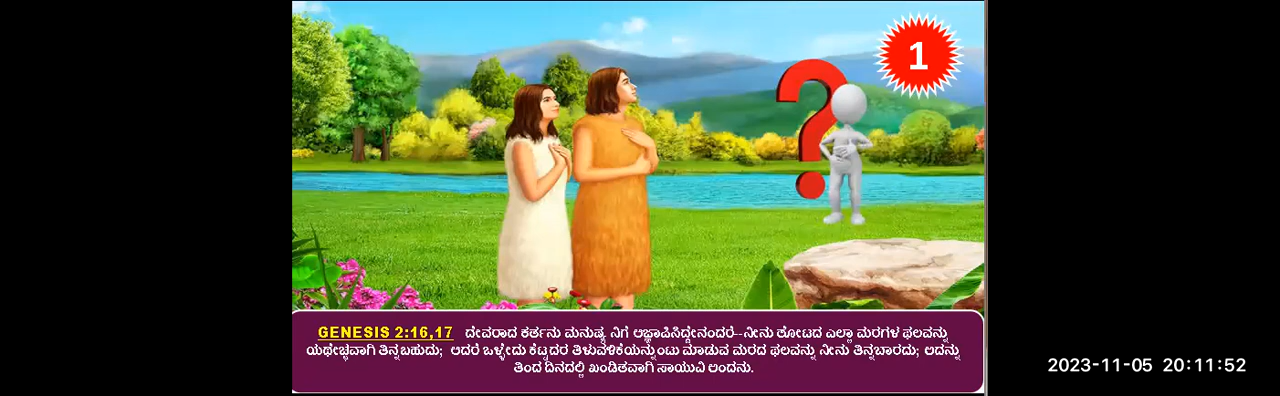 1
GENESIS 2:16,17 ದೇವರಾದ ಕರ್ತನು ಮನುಷ್ಯ ನಿಗೆ ಆಜ್ಞಾಪಿಸಿದ್ದೇನಂದರೆ--ನೀನು ತೋಟದ ಎಲ್ಲಾ ಮರಗಳ ಫಲವನ್ನು
ಯಥೇಚ್ಛವಾಗಿ ತಿನ್ನಬಹುದು; ಆದರೆ ಒಳ್ಳೇದು ಕೆಟ್ಟದರ ತಿಳುವಳಿಕೆಯನ್ನುಂಟು ಮಾಡುವ ಮರದ ಫಲವನ್ನು ನೀನು ತಿನ್ನಬಾರದು; ಅದನ್ನು
ತಿಂದ ದಿನದಲ್ಲಿ ಖಂಡಿತವಾಗಿ ಸಾಯುವಿ ಅಂದನು.
2023-11-05 20:11:52